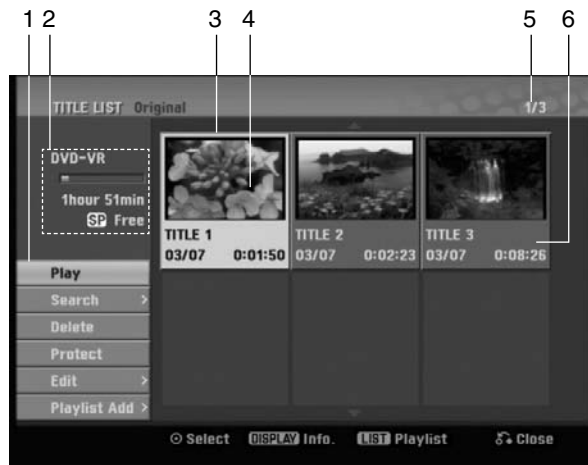 1 2 3 4 5 6
TITLE LIST Original 1/3
DVD-VR
1hour 51min
SP Free
TITLE 1
03/07 0:01:50
TITLE 2
03/07 0:02:23
TITLE 3
03/07 0:08:26
Play
Search >
Delete
Protect
Edit >
Playlist Add >
Select DISPLAY Info. LIST Playlist Close